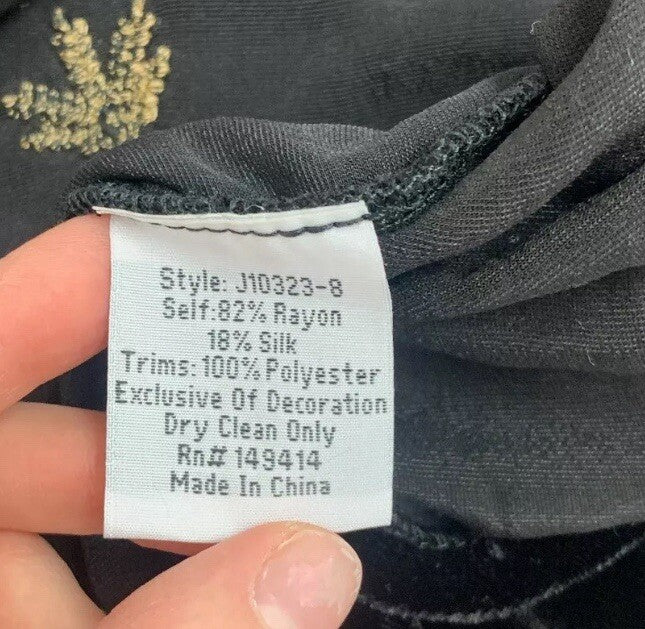 Style: J10323-8
Self:82% Rayon
18% Silk
Trims: 100% Polyester
Exclusive Of Decoration
Dry Clean Only
Rn# 149414
Made In China